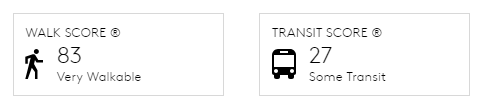 WALK SCORE ®
83
Very Walkable
TRANSIT SCORE ®
27
Some Transit